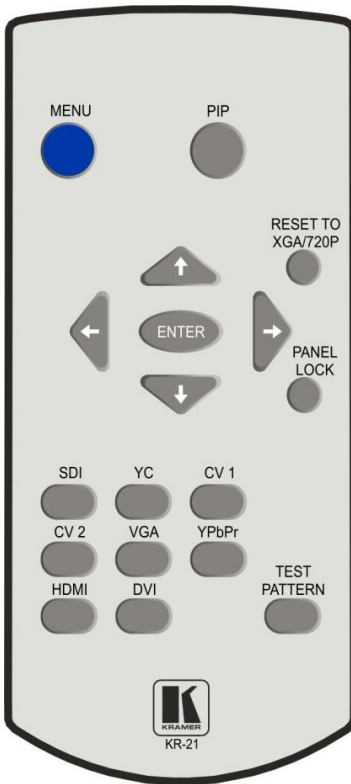 MENU PIP
RESET TO
XGA/720P
ENTER
PANEL
LOCK
SDI YC CV 1
CV 2 VGA YPbPr
HDMI DVI TEST
PATTERN
K
KRAMER
KR-21